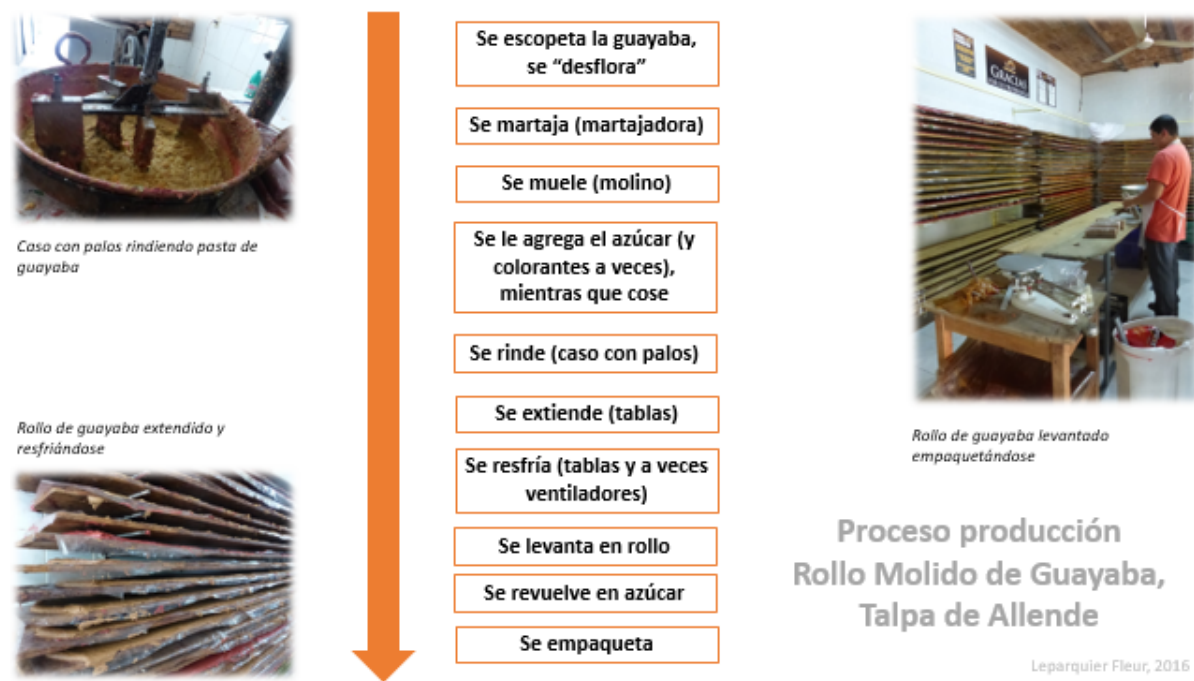 Se escopeta la guayaba,
se “desflora”
Se martaja (martajadora)
Se muele (molino)
Se le agrega el azúcar (y
colorantes a veces),
mientras que cose
Se rinde (caso con palos)
Se extiende (tablas)
Se resfría (tablas y a veces
ventiladores)
Se levanta en rollo
Se revuelve en azúcar
Se empaqueta
Caso con palos rindiendo pasta de
guayaba
Rollo de guayaba extendido y
resfriándose
GRACIAS
Rollo de guayaba levantado
empaquetándose
Proceso producción
Rollo Molido de Guayaba,
Talpa de Allende
Leparquier Fleur, 2016